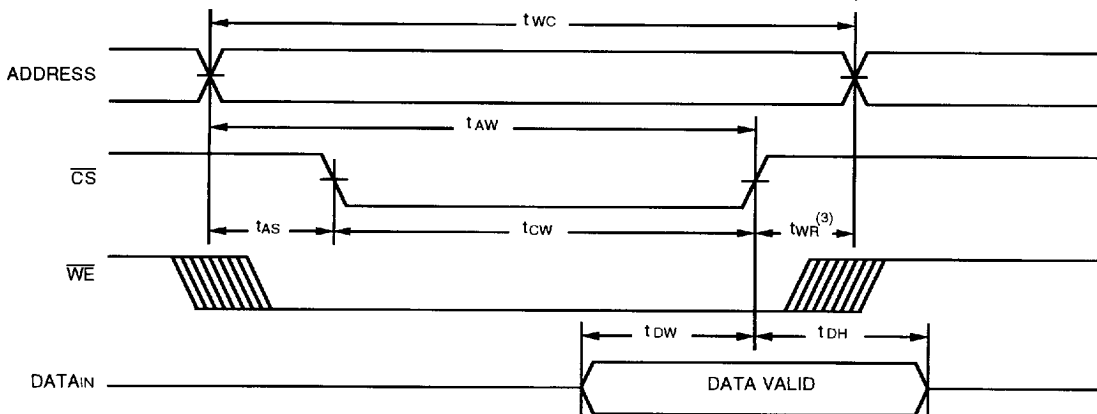 tWC
ADDRESS
tAW
CS
tAS
tCW
tWR(3)
WE
tDW
tDH
DATAIN
DATA VALID